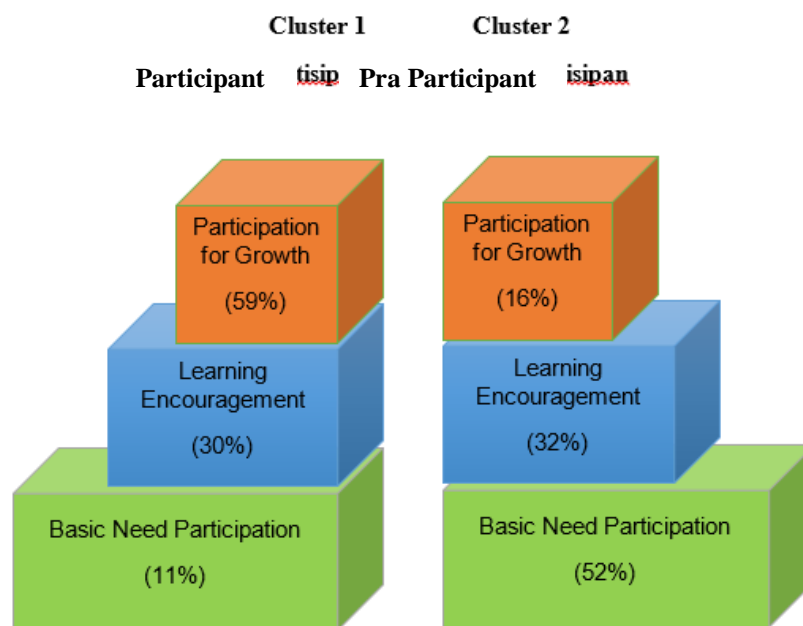 Cluster 1 Cluster 2
Participant tisip Pra Participant isipan
Participation
for Growth
(59%)
Participation
for Growth
(16%)
Learning
Encouragement
(30%)
Learning
Encouragement
(32%)
Basic Need Participation
(11%)
Basic Need Participation
(52%)